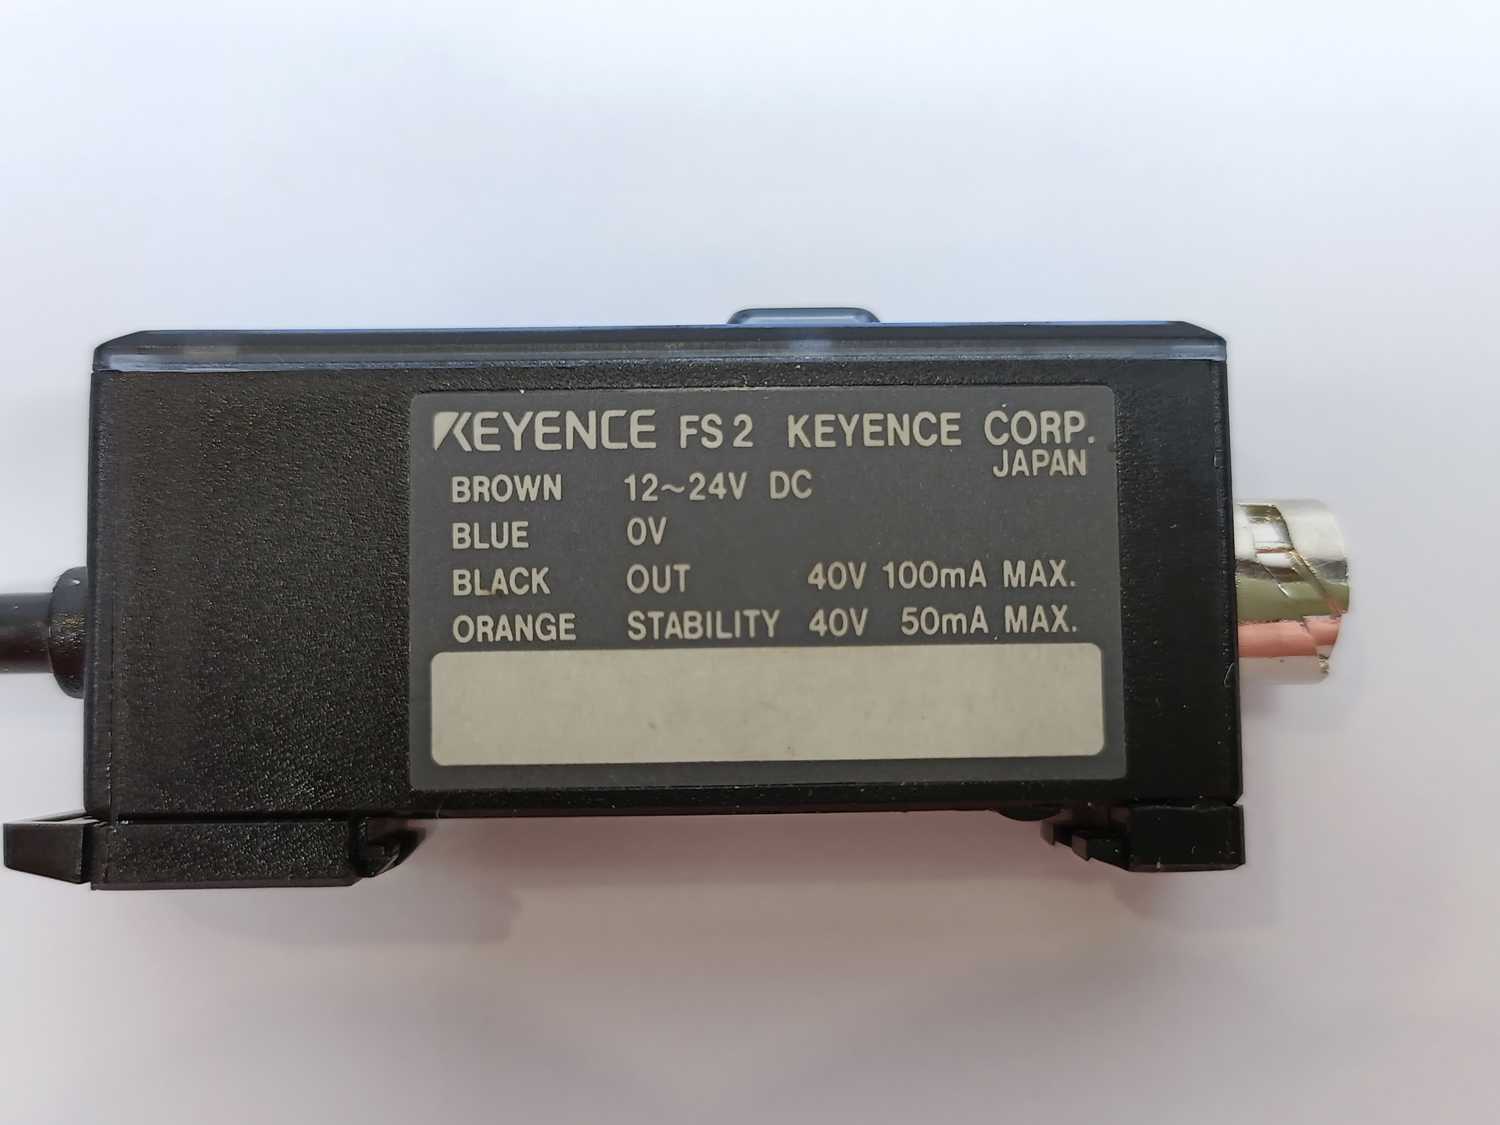 KEYENCE FS2 KEYENCE CORP.
JAPAN
BROWN 12~24V DC
BLUE 0V
BLACK OUT 40V 100mA MAX.
ORANGE STABILITY 40V 50mA MAX.